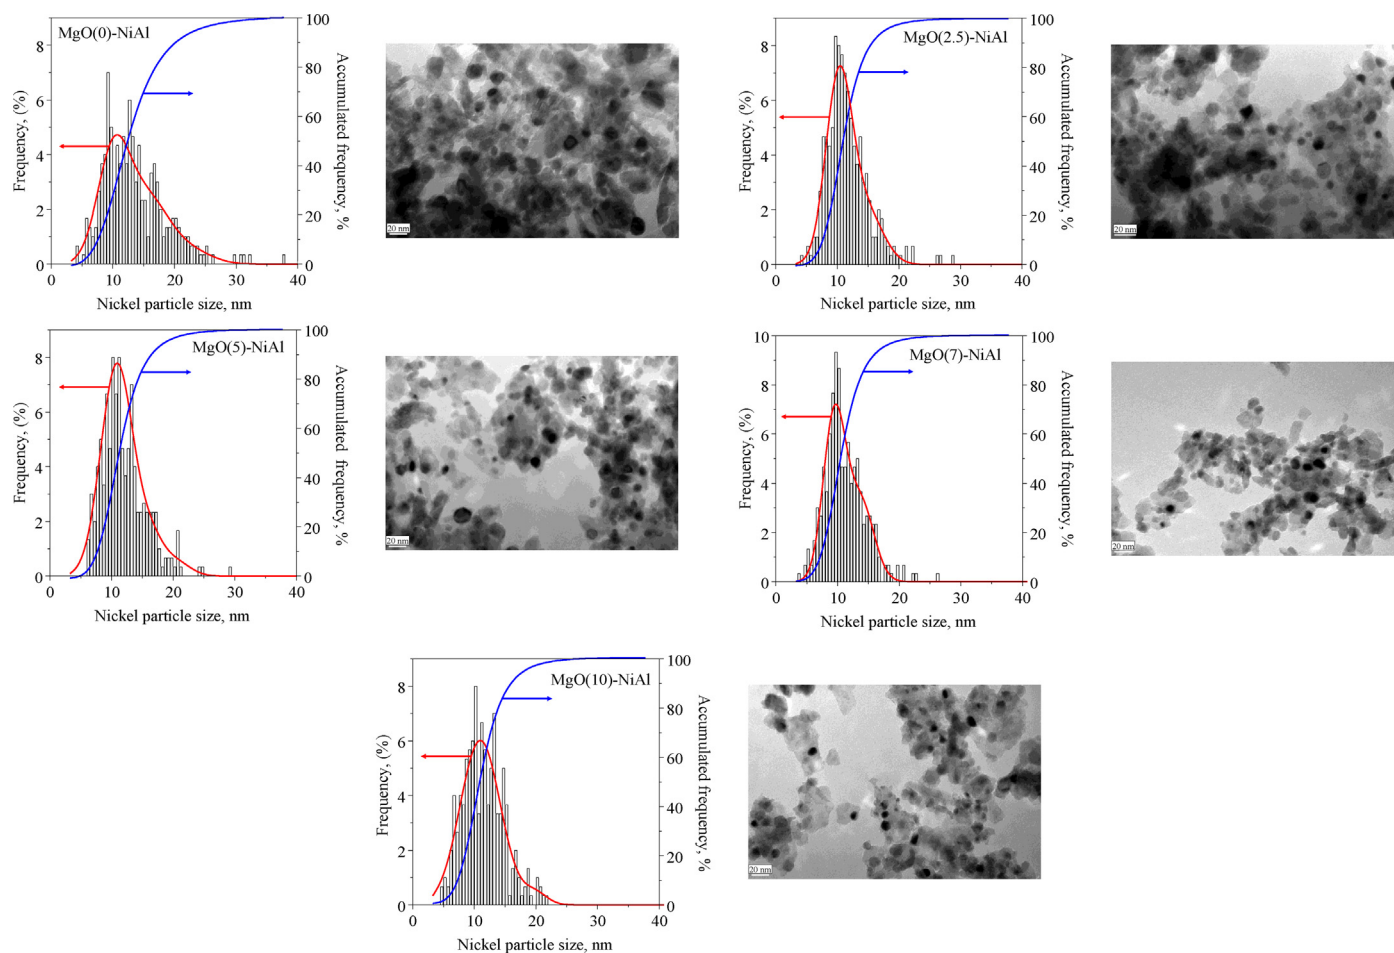 MgO(0)-NiAl
Frequency, (%)
8
6
4
2
0
100
80
60
40
20
0
Accumulated frequency, %
0 10 20 30 40
Nickel particle size, nm
20 nm
MgO(2.5)-NiAl
Frequency, (%)
8
6
4
2
0
100
80
60
40
20
0
Accumulated frequency, %
0 10 20 30 40
Nickel particle size, nm
20 nm
MgO(5)-NiAl
Frequency, (%)
8
6
4
2
0
100
80
60
40
20
0
Accumulated frequency, %
0 10 20 30 40
Nickel particle size, nm
20 nm
MgO(7)-NiAl
Frequency, (%)
10
8
6
4
2
0
100
80
60
40
20
0
Accumulated frequency, %
0 10 20 30 40
Nickel particle size, nm
20 nm
MgO(10)-NiAl
Frequency, (%)
8
6
4
2
0
100
80
60
40
20
0
Accumulated frequency, %
0 10 20 30 40
Nickel particle size, nm
20 nm